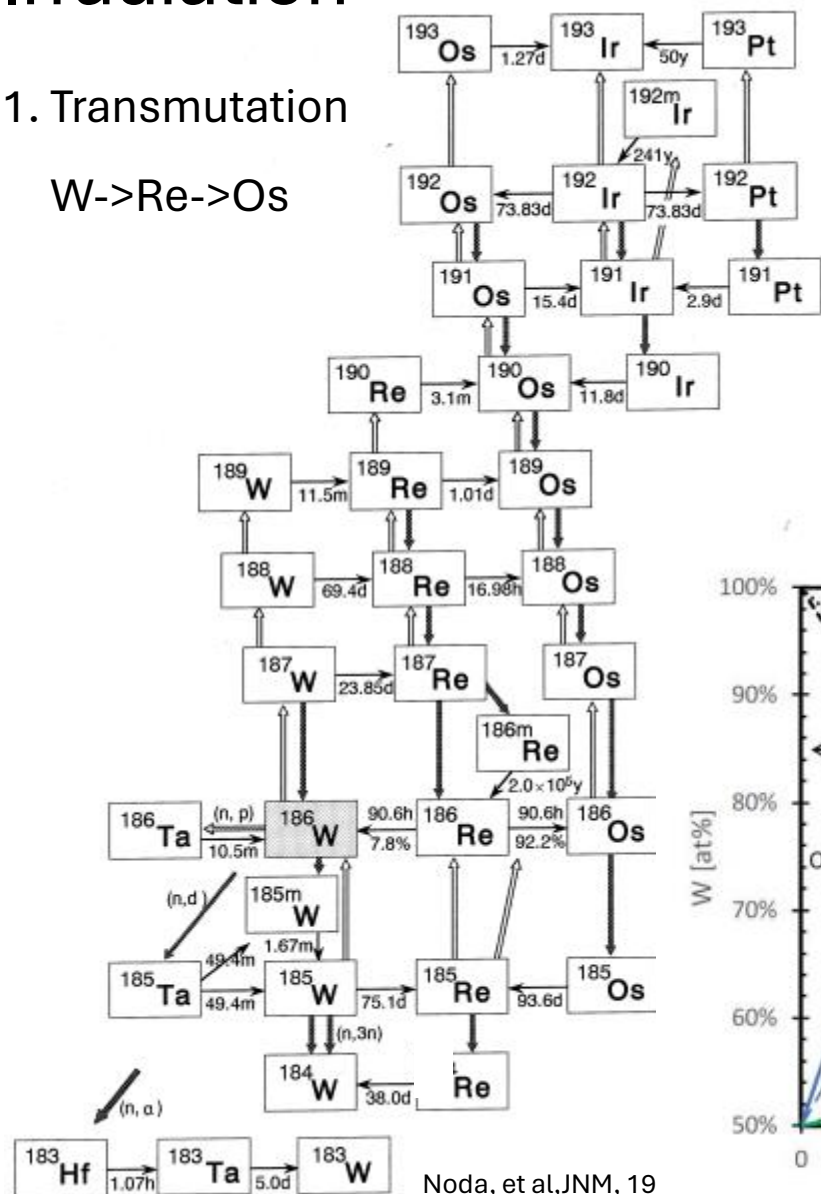 1. Transmutation
W->Re->Os
193 Os 1.27d 193 Ir 50y 193 Pt
192m Ir
241y
192 Os 73.83d 192 Ir 73.83d 192 Pt
191 Os 15.4d 191 Ir 2.9d 191 Pt
190 Re 3.1m 190 Os 11.8d 190 Ir
189 W 11.5m 189 Re 1.01d 189 Os
188 W 69.4d 188 Re 16.98h 188 Os
187 W 23.85d 187 Re 187 Os
186m Re
2.0×10⁵y
186 Ta (n, p) 10.5m 186 W 90.6h 7.8% 186 Re 90.6h 92.2% 186 Os
(n,d)
185m W
49.4m 1.67m
185 Ta 49.4m 185 W 75.1d 185 Re 93.6d 185 Os
(n,3n)
184 W 38.0d Re
(n, α)
183 Hf 1.07h 183 Ta 5.0d 183 W
Noda, et al,JNM, 19
W [at%]
100%
90%
80%
70%
60%
50%
0